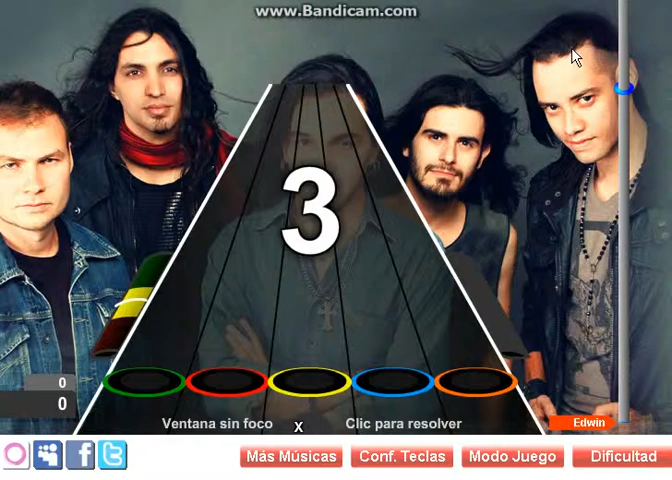 www.Bandicam.com
3
0
0
Ventana sin foco x Clic para resolver
Edwin
Más Músicas Conf. Teclas Modo Juego Dificultad